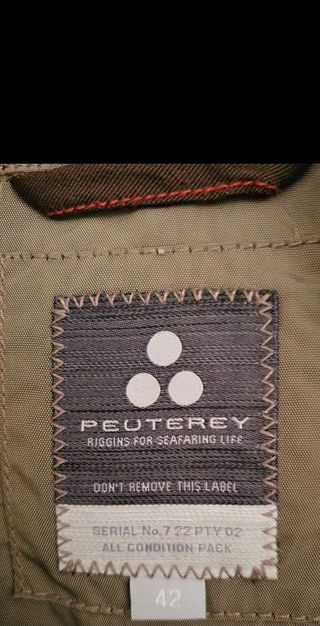 PEUTEREY
RIGGINS FOR SEAFARING LIFE
DON'T REMOVE THIS LABEL
SERIAL No,7 22 PTY 02
ALL CONDITION PACK
42